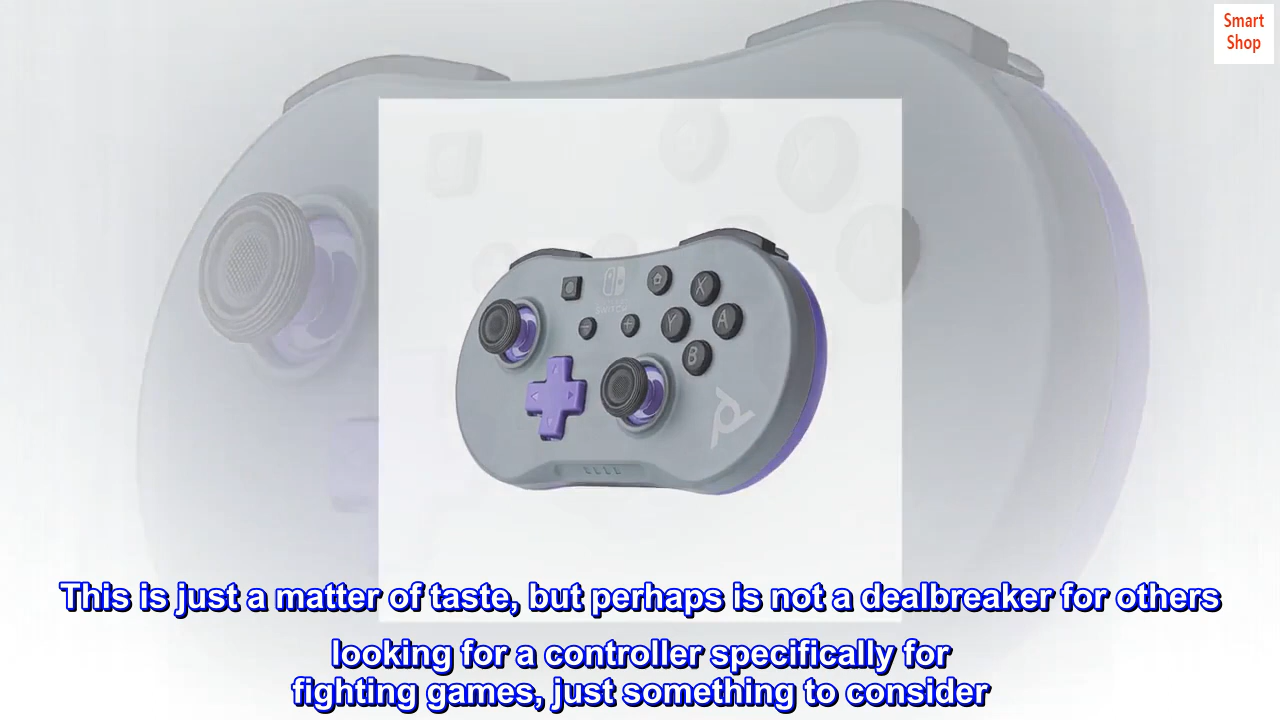 Smart
Shop
SWITCH
X
Y
A
B
This is just a matter of taste, but perhaps is not a dealbreaker for others
looking for a controller specifically for
fighting games, just something to consider